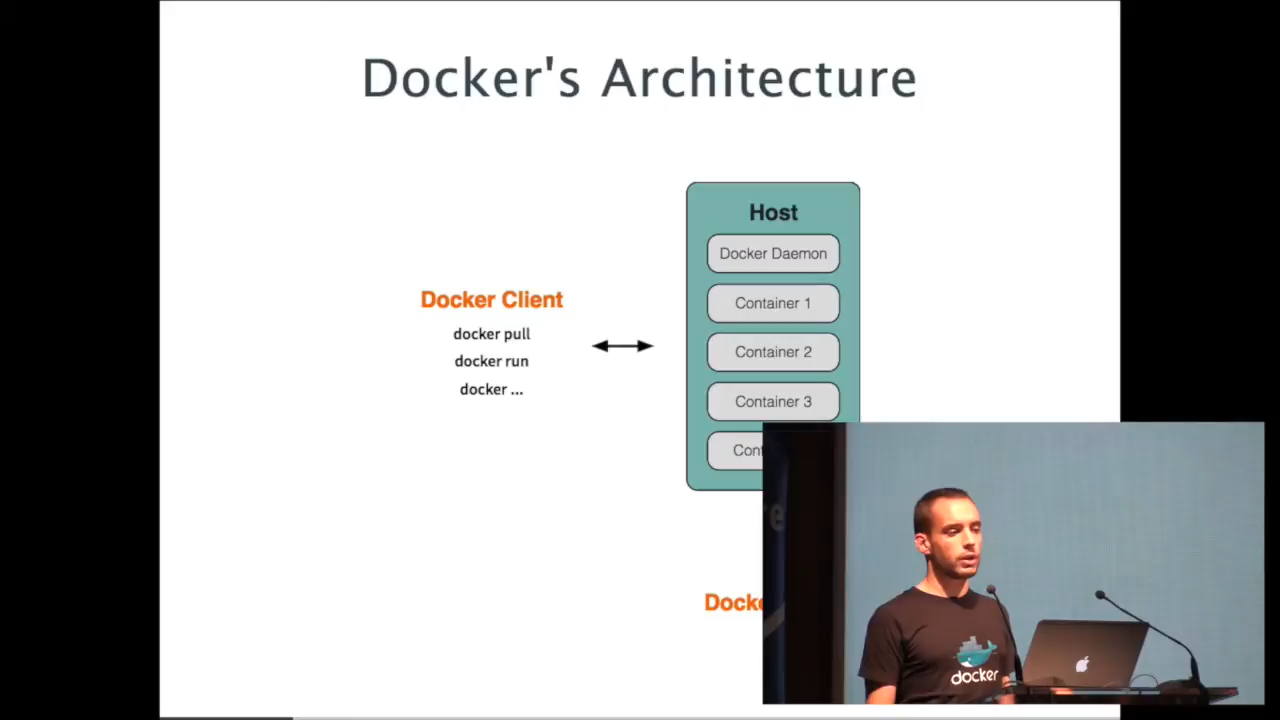 Docker's Architecture
Host
Docker Daemon
Docker Client
Container 1
docker pull
Container 2
docker run
docker ...
Container 3
docker